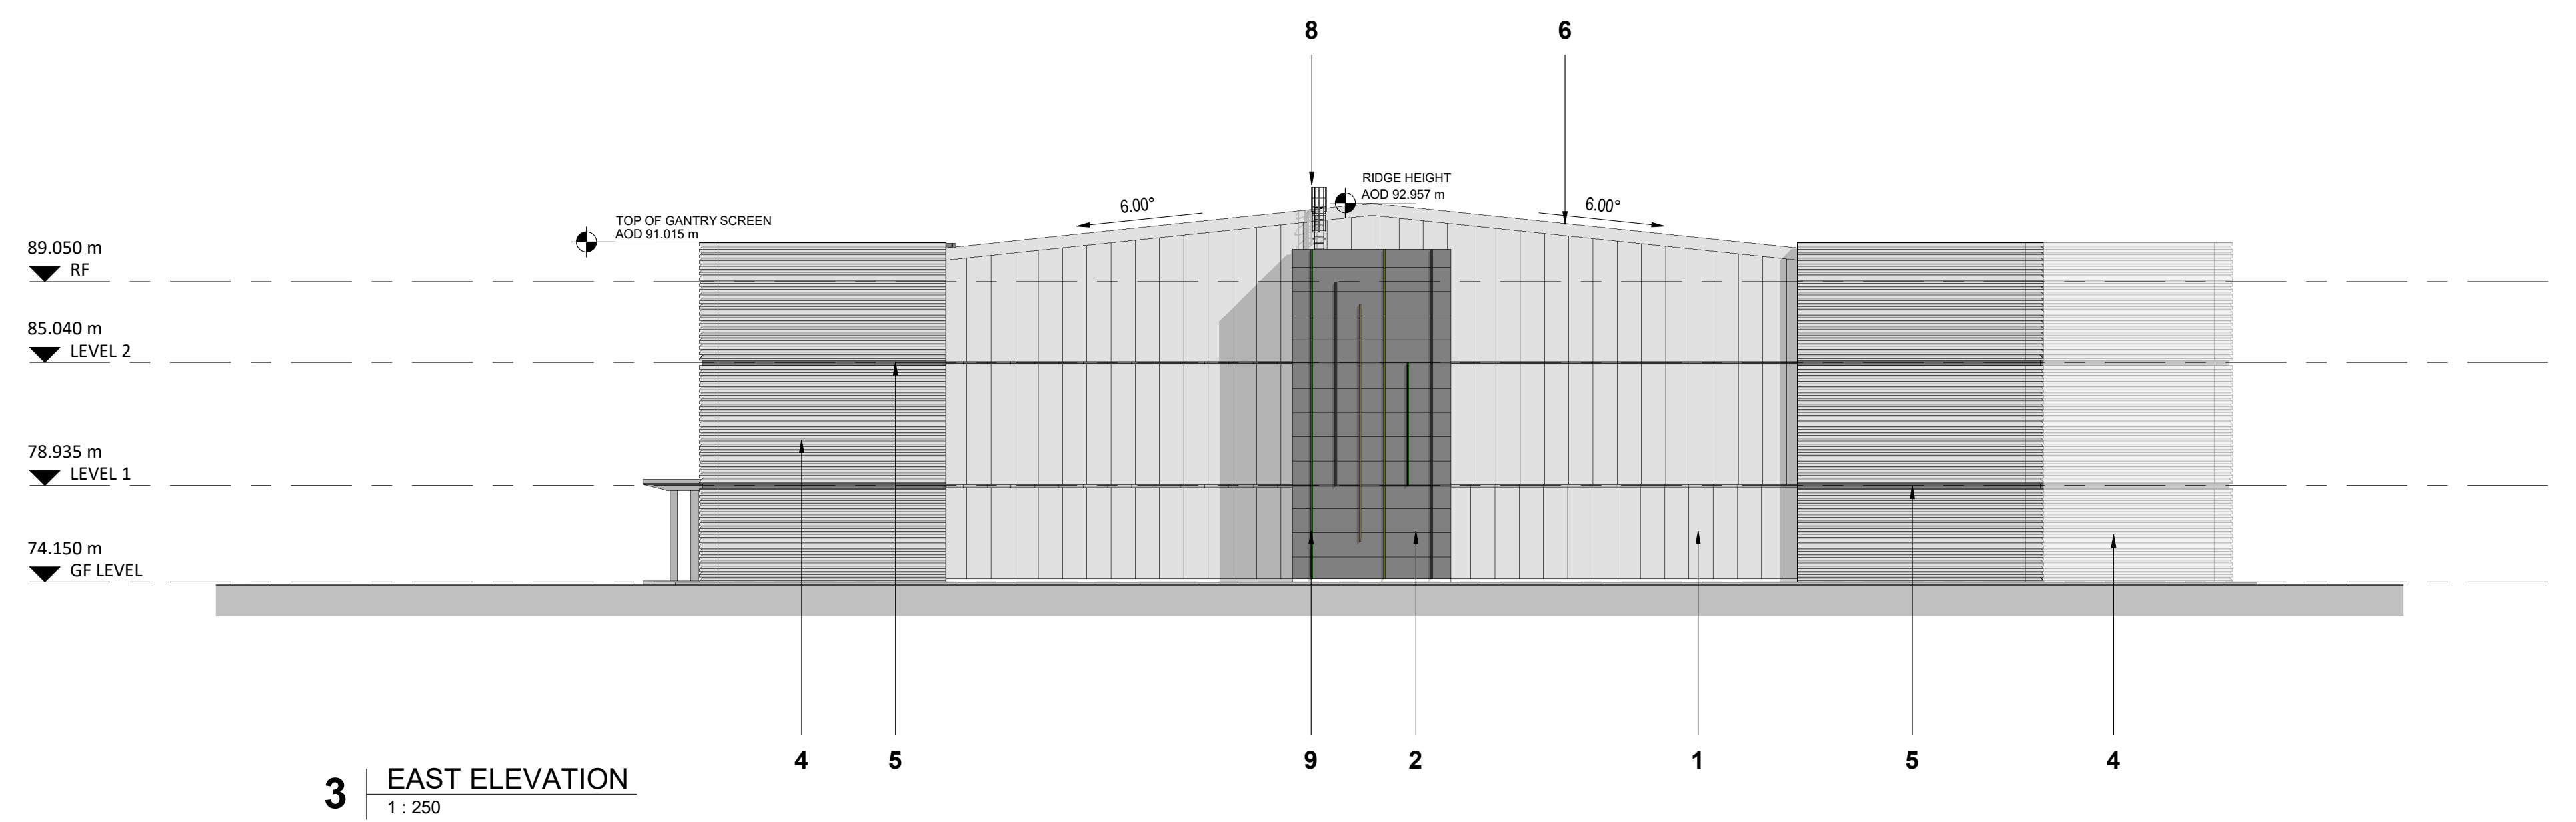 8
6
RIDGE HEIGHT
AOD 92.957 m
6.00°
6.00°
TOP OF GANTRY SCREEN
AOD 91.015 m
89.050 m
RF
85.040 m
LEVEL 2
78.935 m
LEVEL 1
74.150 m
GF LEVEL
4
5
9
2
1
5
4
3
EAST ELEVATION
1 : 250